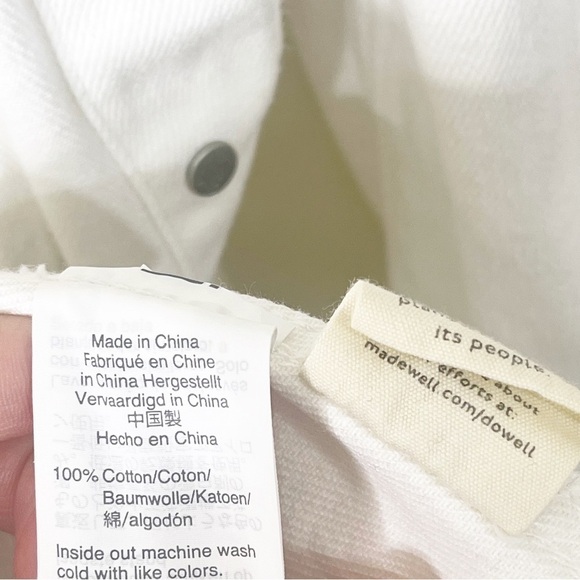 Made in China
Fabriqué en Chine
in China Hergestellt
Vervaardigd in China
中国製
Hecho en China
100% Cotton/Coton/
Baumwolle/Katoen/
綿/algodón
Inside out machine wash
cold with like colors.
its people.
about
efforts at:
madewell.com/dowell